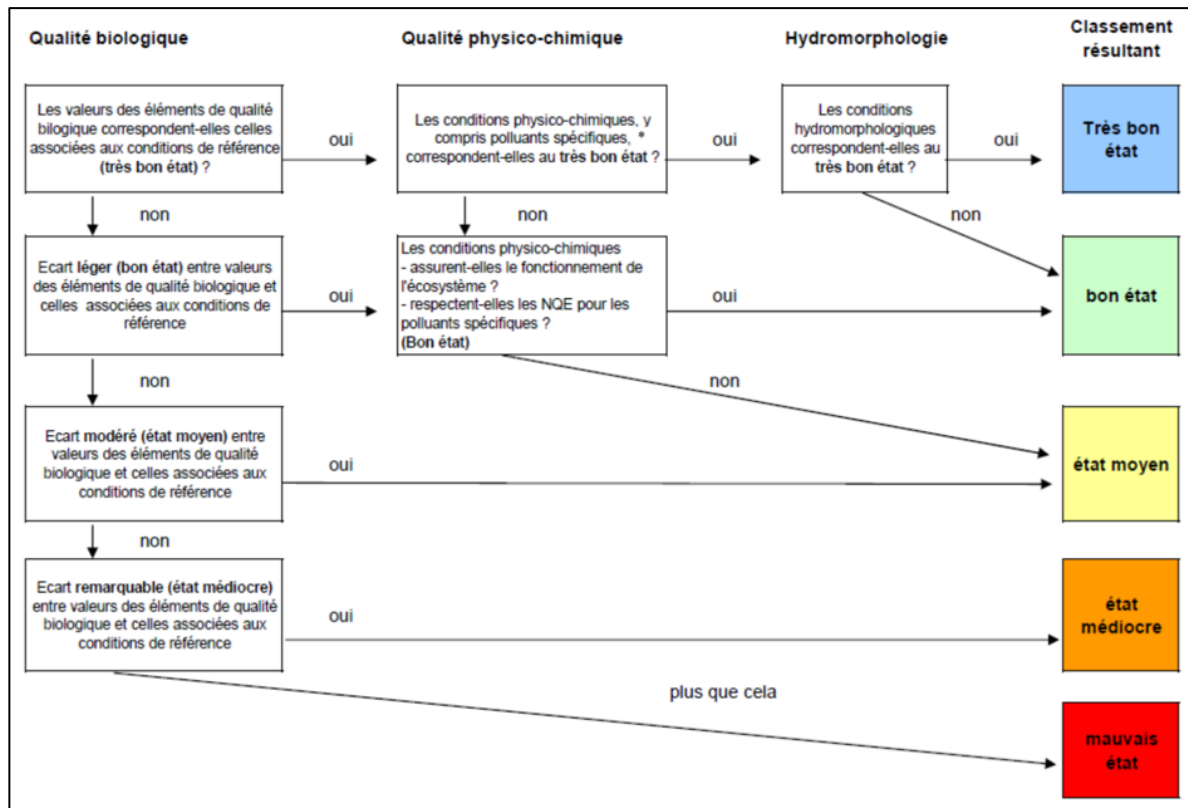 Qualité biologique
Qualité physico-chimique
Hydromorphologie
Classement
résultant
Les valeurs des éléments de qualité
bilogique correspondent-elles celles
associées aux conditions de référence
(très bon état) ?
oui
Les conditions physico-chimiques, y
compris polluants spécifiques, *
correspondent-elles au très bon état ?
oui
Les conditions
hydromorphologiques
correspondent-elles au
très bon état ?
oui
Très bon
état
non
non
non
Ecart léger (bon état) entre valeurs
des éléments de qualité biologique et
celles associées aux conditions de
référence
oui
Les conditions physico-chimiques
- assurent-elles le fonctionnement de
l'écosystème ?
- respectent-elles les NQE pour les
polluants spécifiques ?
(Bon état)
oui
bon état
non
non
Ecart modéré (état moyen) entre
valeurs des éléments de qualité
biologique et celles associées aux
conditions de référence
oui
état moyen
non
Ecart remarquable (état médiocre)
entre valeurs des éléments de qualité
biologique et celles associées aux
conditions de référence
oui
état
médiocre
plus que cela
mauvais
état